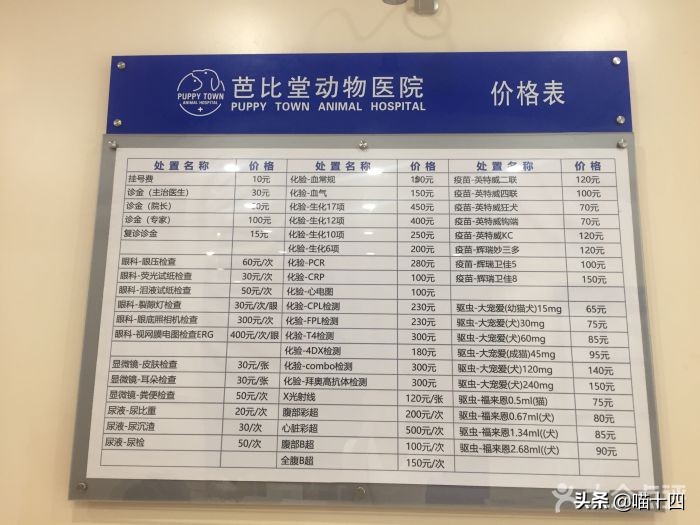 芭比堂动物医院
PUPPY TOWN ANIMAL HOSPITAL
PUPPY TOWN
ANIMAL HOSPITAL
价格表
处置名称 价格 处置名称 价格 处置名称 价格
挂号费 10元 化验-血常规 疫苗-英特威二联 120元
诊金（主治医生） 30元 化验-血气 150元 疫苗-英特威四联 100元
诊金（院长） 化验-生化17项 450元 疫苗-英特威狂犬 70元
诊金（专家） 100元 化验-生化12项 400元 疫苗-英特威钩端 70元
复诊诊金 15元 化验-生化10项 250元 疫苗-英特威KC 120元
化验-生化6项 200元 疫苗-辉瑞妙三多 120元
眼科-眼压检查 60元/次 化验-PCR 280元 疫苗-辉瑞卫佳5 100元
眼科-荧光试纸检查 30元/次 化验-CRP 100元 疫苗-辉瑞卫佳8 150元
眼科-泪液试纸检查 50元/次 化验-心电图 100元
眼科-裂隙灯检查 30元/次/眼 化验-CPL检测 230元 驱虫-大宠爱(幼猫犬)15mg 65元
眼科-眼底照相机检查 300元/次 化验-FPL检测 230元 驱虫-大宠爱(犬)30mg 75元
眼科-视网膜电图检查ERG 400元/次/眼 化验-T4检测 300元 驱虫-大宠爱(犬)60mg 85元
化验-4DX检测 180元 驱虫-大宠爱(成猫)45mg 95元
显微镜-皮肤检查 30元/张 化验-combo检测 300元 驱虫-大宠爱(犬)120mg 140元
显微镜-耳朵检查 30元/张 化验-拜奥高抗体检测 300元 驱虫-大宠爱(犬)240mg 150元
显微镜-粪便检查 50元/次 X光射线 120元/张 驱虫-福来恩0.5ml(猫) 75元
尿液-尿比重 20元/次 腹部彩超 200元/次 驱虫-福来恩0.67ml(犬) 80元
尿液-尿沉渣 30/次 心脏彩超 500元/次 驱虫-福来恩1.34ml((犬) 85元
尿液-尿检 50/次 腹部B超 100元/次 驱虫-福来恩2.68ml((犬) 90元
全腹B超 150元/次
头条 @喵十四